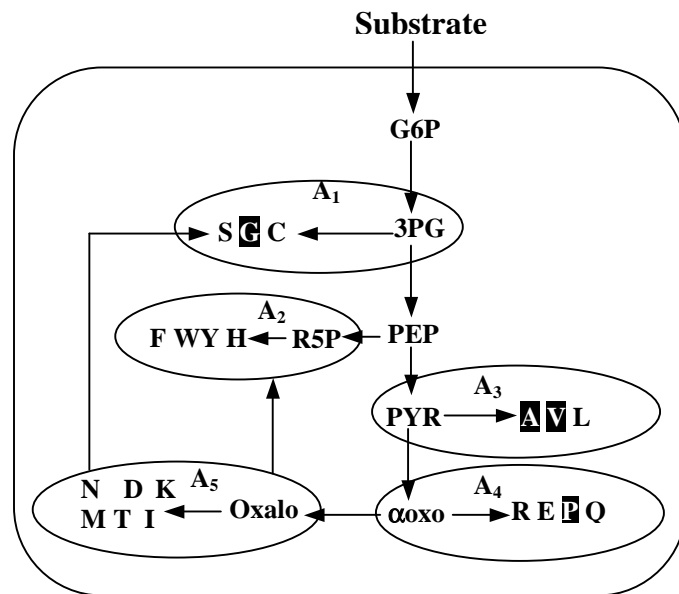 Substrate
G6P
A₁
S G C 3PG
A₂
F WY H R5P PEP
A₃
PYR A V L
N D K A₅ A₄
M T I Oxalo αoxo R E P Q